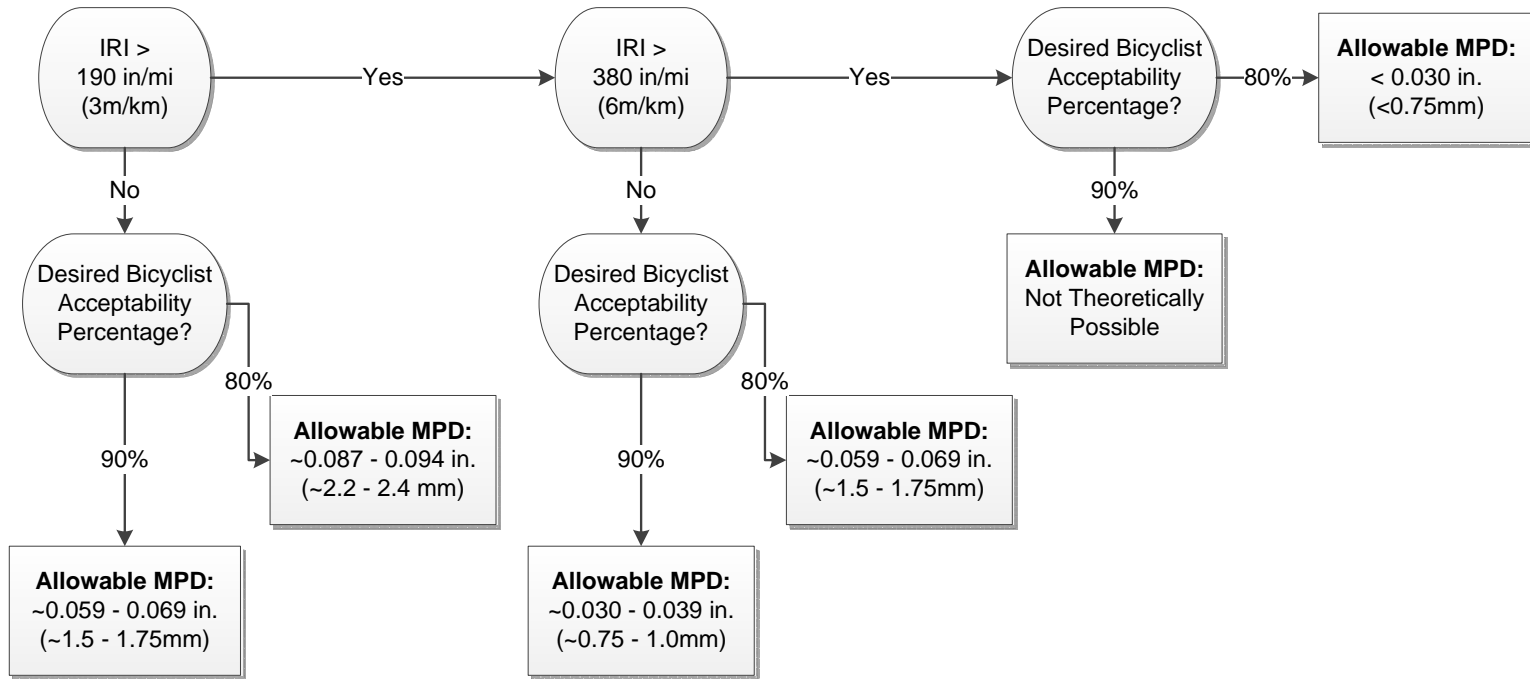 IRI >
190 in/mi
(3m/km)
Yes
IRI >
380 in/mi
(6m/km)
Yes
Desired Bicyclist
Acceptability
Percentage?
80%
Allowable MPD:
< 0.030 in.
(<0.75mm)
No
No
90%
Desired Bicyclist
Acceptability
Percentage?
Desired Bicyclist
Acceptability
Percentage?
Allowable MPD:
Not Theoretically
Possible
80%
80%
90%
Allowable MPD:
~0.087 - 0.094 in.
(~2.2 - 2.4 mm)
90%
Allowable MPD:
~0.059 - 0.069 in.
(~1.5 - 1.75mm)
Allowable MPD:
~0.059 - 0.069 in.
(~1.5 - 1.75mm)
Allowable MPD:
~0.030 - 0.039 in.
(~0.75 - 1.0mm)